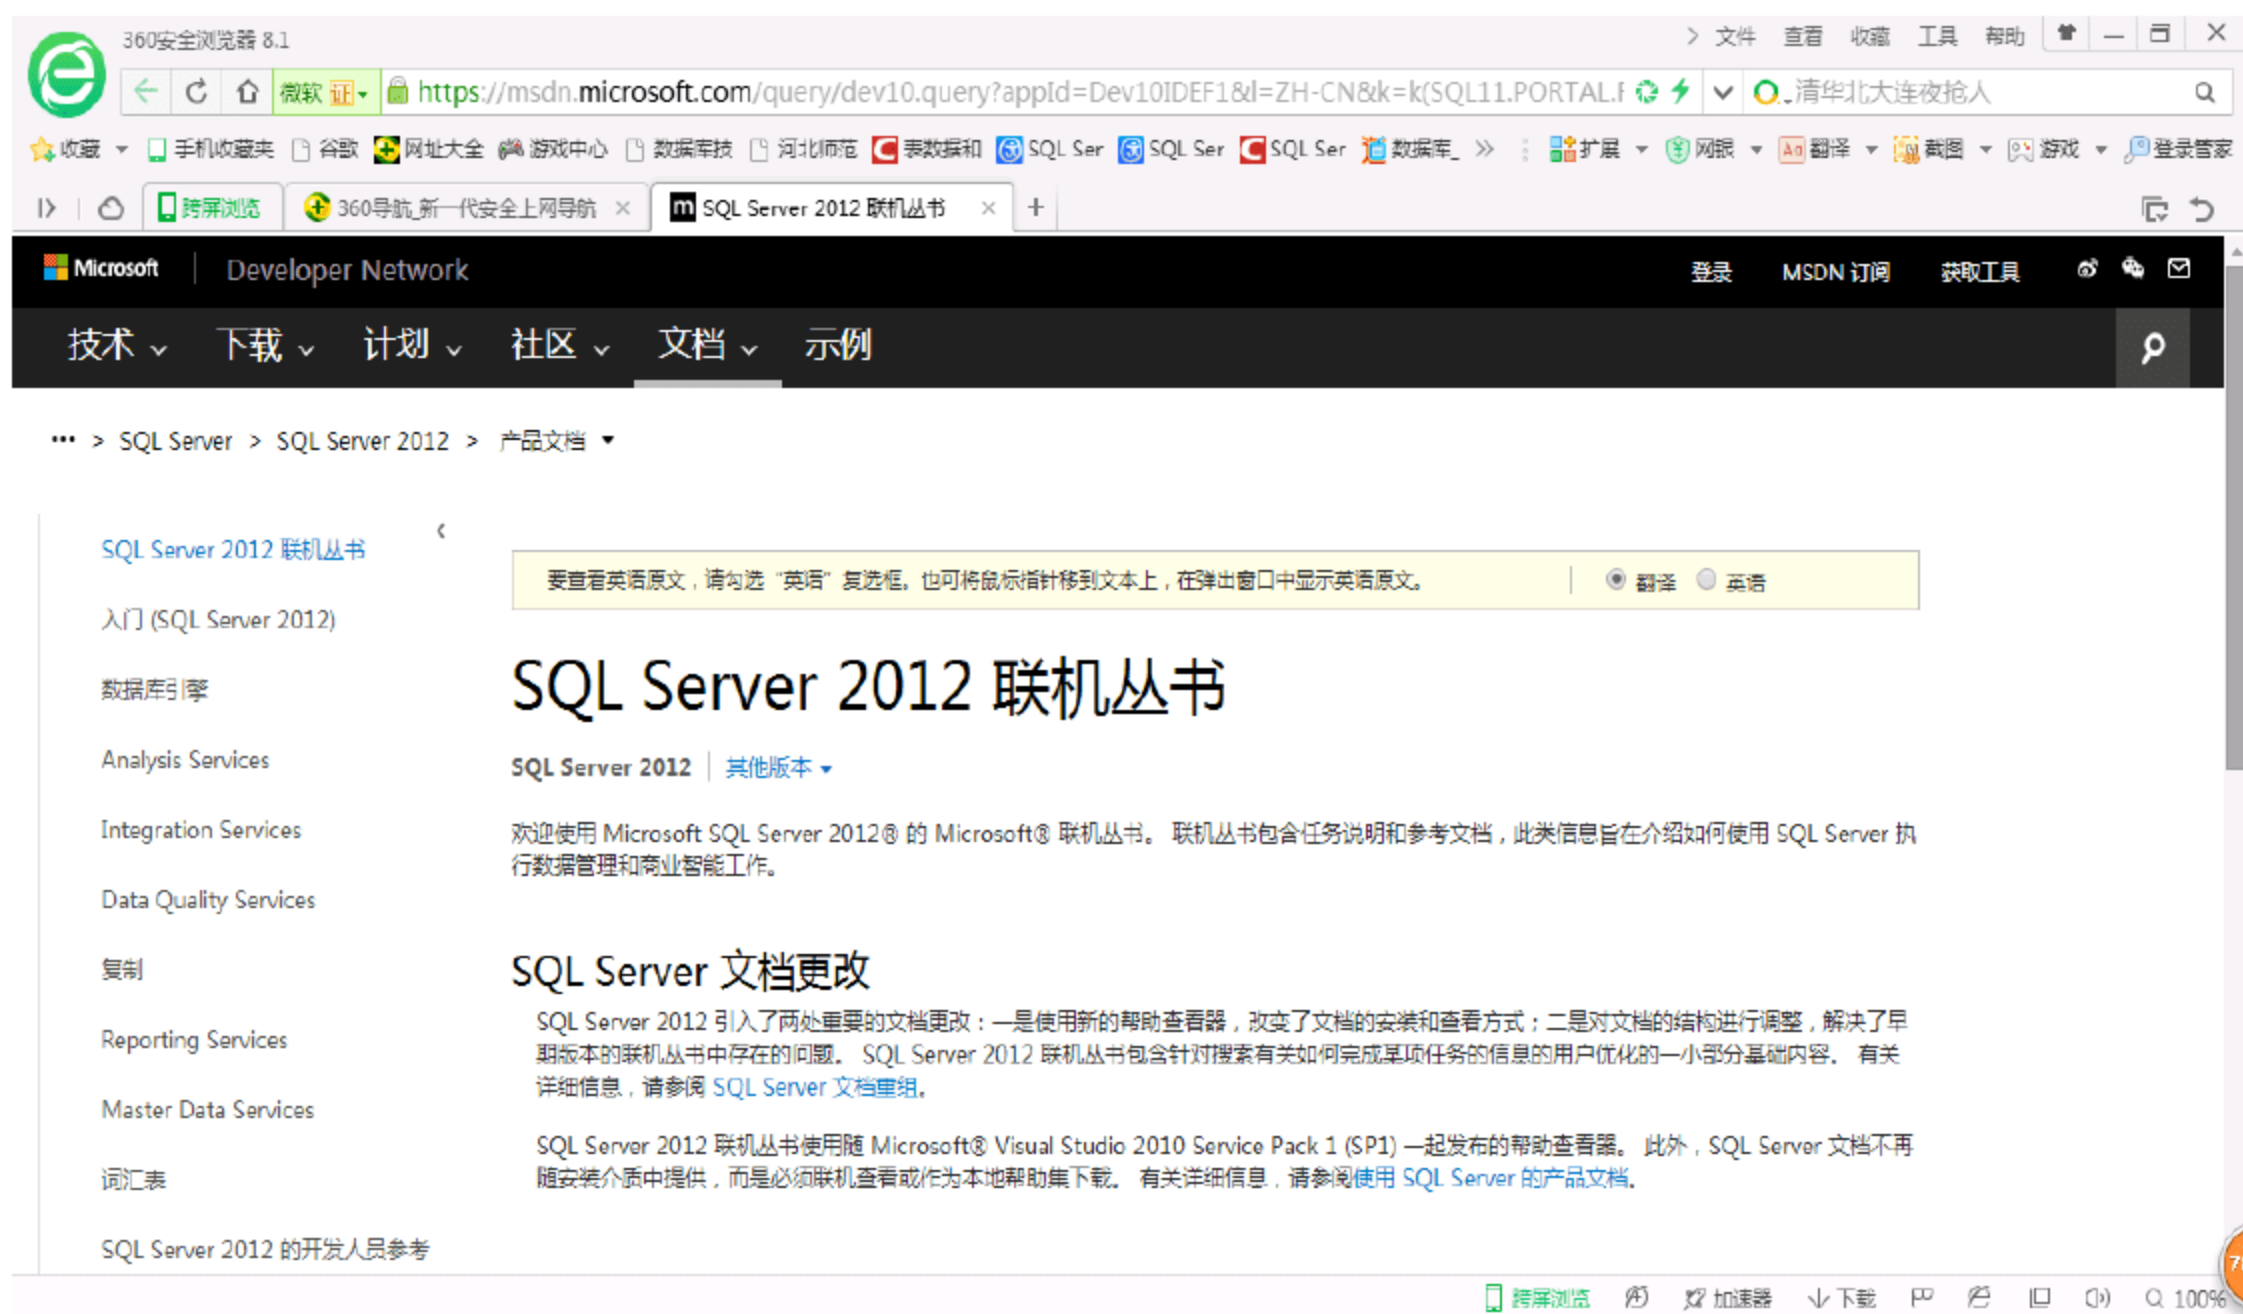 360安全浏览器 8.1
文件 查看 收藏 工具 帮助
微软 证 https://msdn.microsoft.com/query/dev10.query?appId=Dev10IDEF1&l=ZH-CN&k=k(SQL11.PORTAL.F 清华北大连夜抢人
收藏 手机收藏夹 谷歌 网址大全 游戏中心 数据库技 河北师范 表数据和 SQL Ser SQL Ser SQL Ser 数据库_ 扩展 网银 翻译 截图 游戏 登录管家
跨屏浏览 360导航_新一代安全上网导航 SQL Server 2012 联机丛书
Microsoft Developer Network 登录 MSDN 订阅 获取工具
技术 下载 计划 社区 文档 示例
··· > SQL Server > SQL Server 2012 > 产品文档
SQL Server 2012 联机丛书
入门 (SQL Server 2012)
数据库引擎
Analysis Services
Integration Services
Data Quality Services
复制
Reporting Services
Master Data Services
词汇表
SQL Server 2012 的开发人员参考
要查看英语原文，请勾选“英语”复选框。也可将鼠标指针移到文本上，在弹出窗口中显示英语原文。 翻译 英语
SQL Server 2012 联机丛书
SQL Server 2012 其他版本
欢迎使用 Microsoft SQL Server 2012® 的 Microsoft® 联机丛书。 联机丛书包含任务说明和参考文档，此类信息旨在介绍如何使用 SQL Server 执
行数据管理和商业智能工作。
SQL Server 文档更改
SQL Server 2012 引入了两处重要的文档更改：一是使用新的帮助查看器，改变了文档的安装和查看方式；二是对文档的结构进行调整，解决了早
期版本的联机丛书中存在的问题。 SQL Server 2012 联机丛书包含针对搜索有关如何完成某项任务的信息的用户优化的一小部分基础内容。 有关
详细信息，请参阅 SQL Server 文档重组。
SQL Server 2012 联机丛书使用随 Microsoft® Visual Studio 2010 Service Pack 1 (SP1) 一起发布的帮助查看器。 此外，SQL Server 文档不再
随安装介质中提供，而是必须联机查看或作为本地帮助集下载。 有关详细信息，请参阅使用 SQL Server 的产品文档。
跨屏浏览 加速器 下载 100%